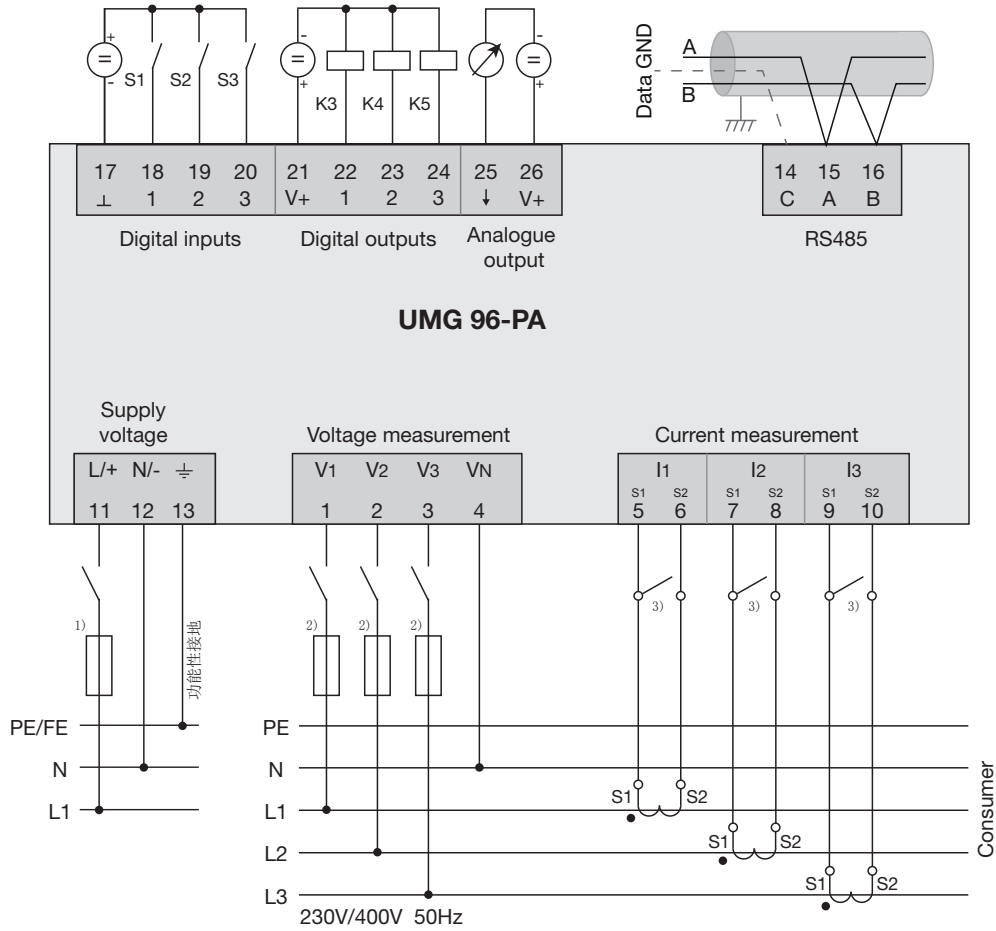 + - +
- S1 S2 S3 + K3 K4 K5 -
= = =
Data GND
A
B
17 18 19 20 21 22 23 24 25 26
⊥ 1 2 3 V+ 1 2 3 ↓ V+
14 15 16
C A B
Digital inputs
Digital outputs
Analogue
output
RS485
UMG 96-PA
Supply
voltage
L/+ N/- ⏚
11 12 13
Voltage measurement
V1 V2 V3 VN
1 2 3 4
Current measurement
I1 I2 I3
S1 S2 S1 S2 S1 S2
5 6 7 8 9 10
1)
功能性接地
2) 2) 2)
3) 3) 3)
PE/FE
N
L1
PE
N
L1
L2
L3
S1 S2
S1 S2
S1 S2
230V/400V 50Hz
Consumer